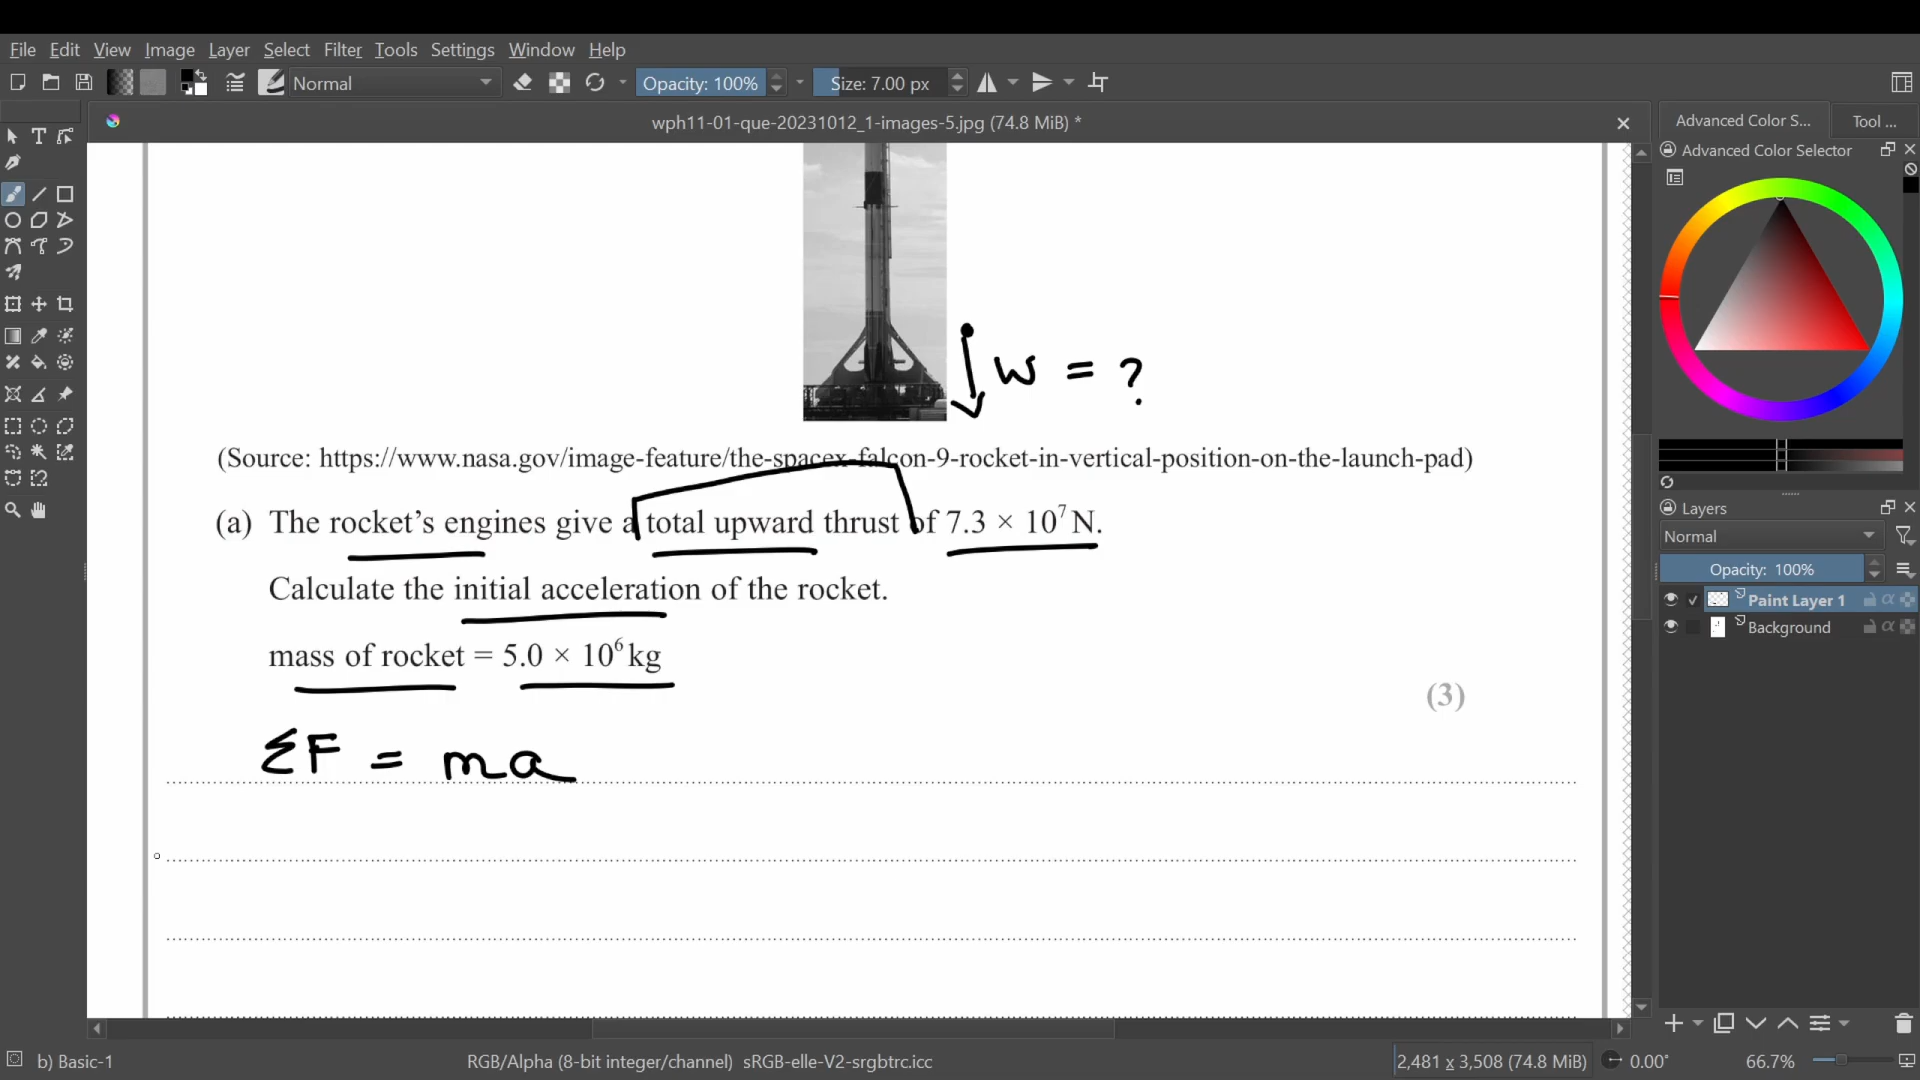 File Edit View Image Layer Select Filter Tools Settings Window Help
Normal Opacity: 100% Size: 7.00 px
wph11-01-que-20231012_1-images-5.jpg (74.8 MiB) *
Advanced Color S... Tool ...
Advanced Color Selector
W = ?
(Source: https://www.nasa.gov/image-feature/the-spacex-falcon-9-rocket-in-vertical-position-on-the-launch-pad)
(a) The rocket's engines give a total upward thrust of 7.3 × 10⁷ N.
Calculate the initial acceleration of the rocket.
mass of rocket = 5.0 × 10⁶ kg
(3)
ΣF = ma
Layers
Normal
Opacity: 100%
Paint Layer 1
Background
b) Basic-1 RGB/Alpha (8-bit integer/channel) sRGB-elle-V2-srgbtrc.icc 2,481 x 3,508 (74.8 MiB) 0.00° 66.7%